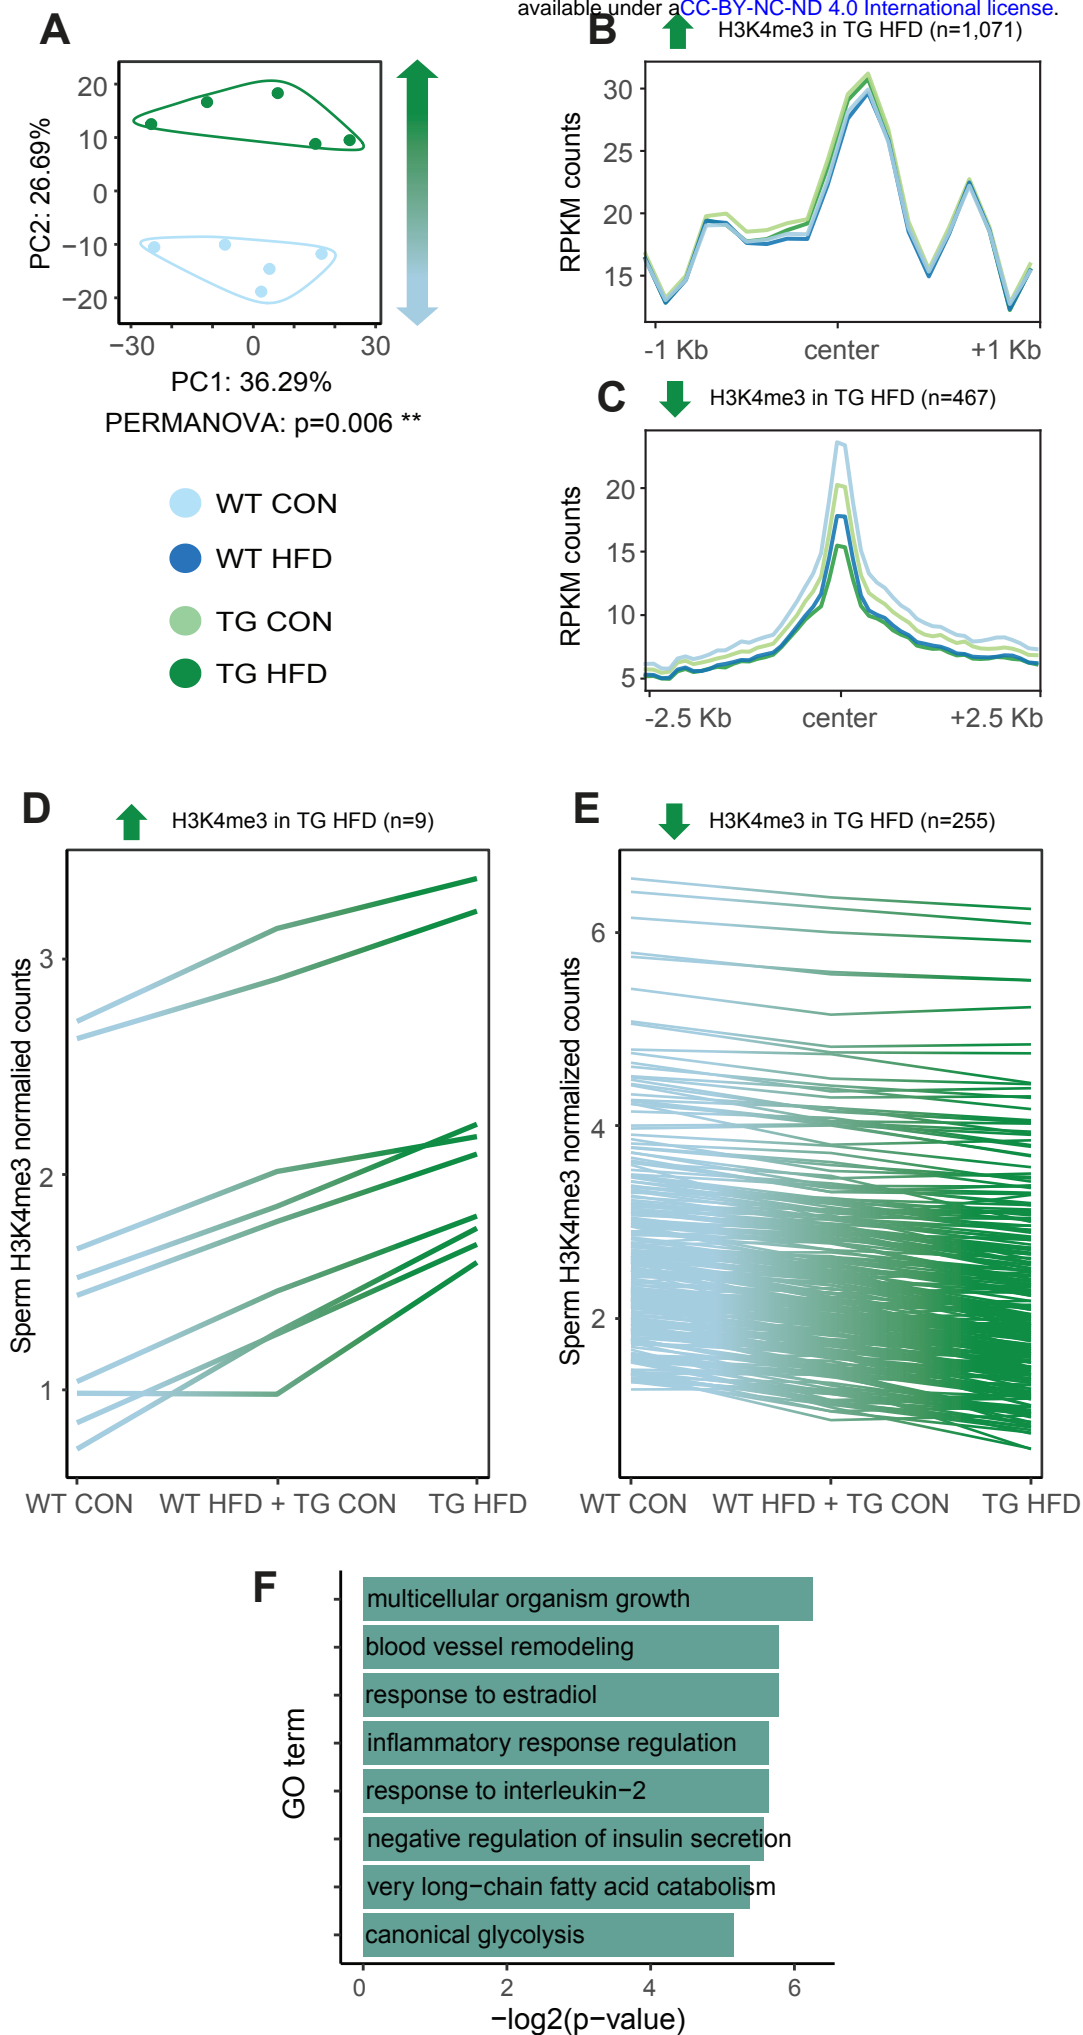 available under aCC-BY-NC-ND 4.0 International license.
A
20
10
0
−10
−20
PC2: 26.69%
−30
0
30
PC1: 36.29%
PERMANOVA: p=0.006 **
WT CON
WT HFD
TG CON
TG HFD
B
H3K4me3 in TG HFD (n=1,071)
30
25
20
15
RPKM counts
-1 Kb
center
+1 Kb
C
H3K4me3 in TG HFD (n=467)
20
15
10
5
RPKM counts
-2.5 Kb
center
+2.5 Kb
D
H3K4me3 in TG HFD (n=9)
3
2
1
Sperm H3K4me3 normalied counts
WT CON
WT HFD + TG CON
TG HFD
E
H3K4me3 in TG HFD (n=255)
6
4
2
Sperm H3K4me3 normalized counts
WT CON
WT HFD + TG CON
TG HFD
F
GO term
multicellular organism growth
blood vessel remodeling
response to estradiol
inflammatory response regulation
response to interleukin−2
negative regulation of insulin secretion
very long−chain fatty acid catabolism
canonical glycolysis
0
2
4
6
−log2(p−value)